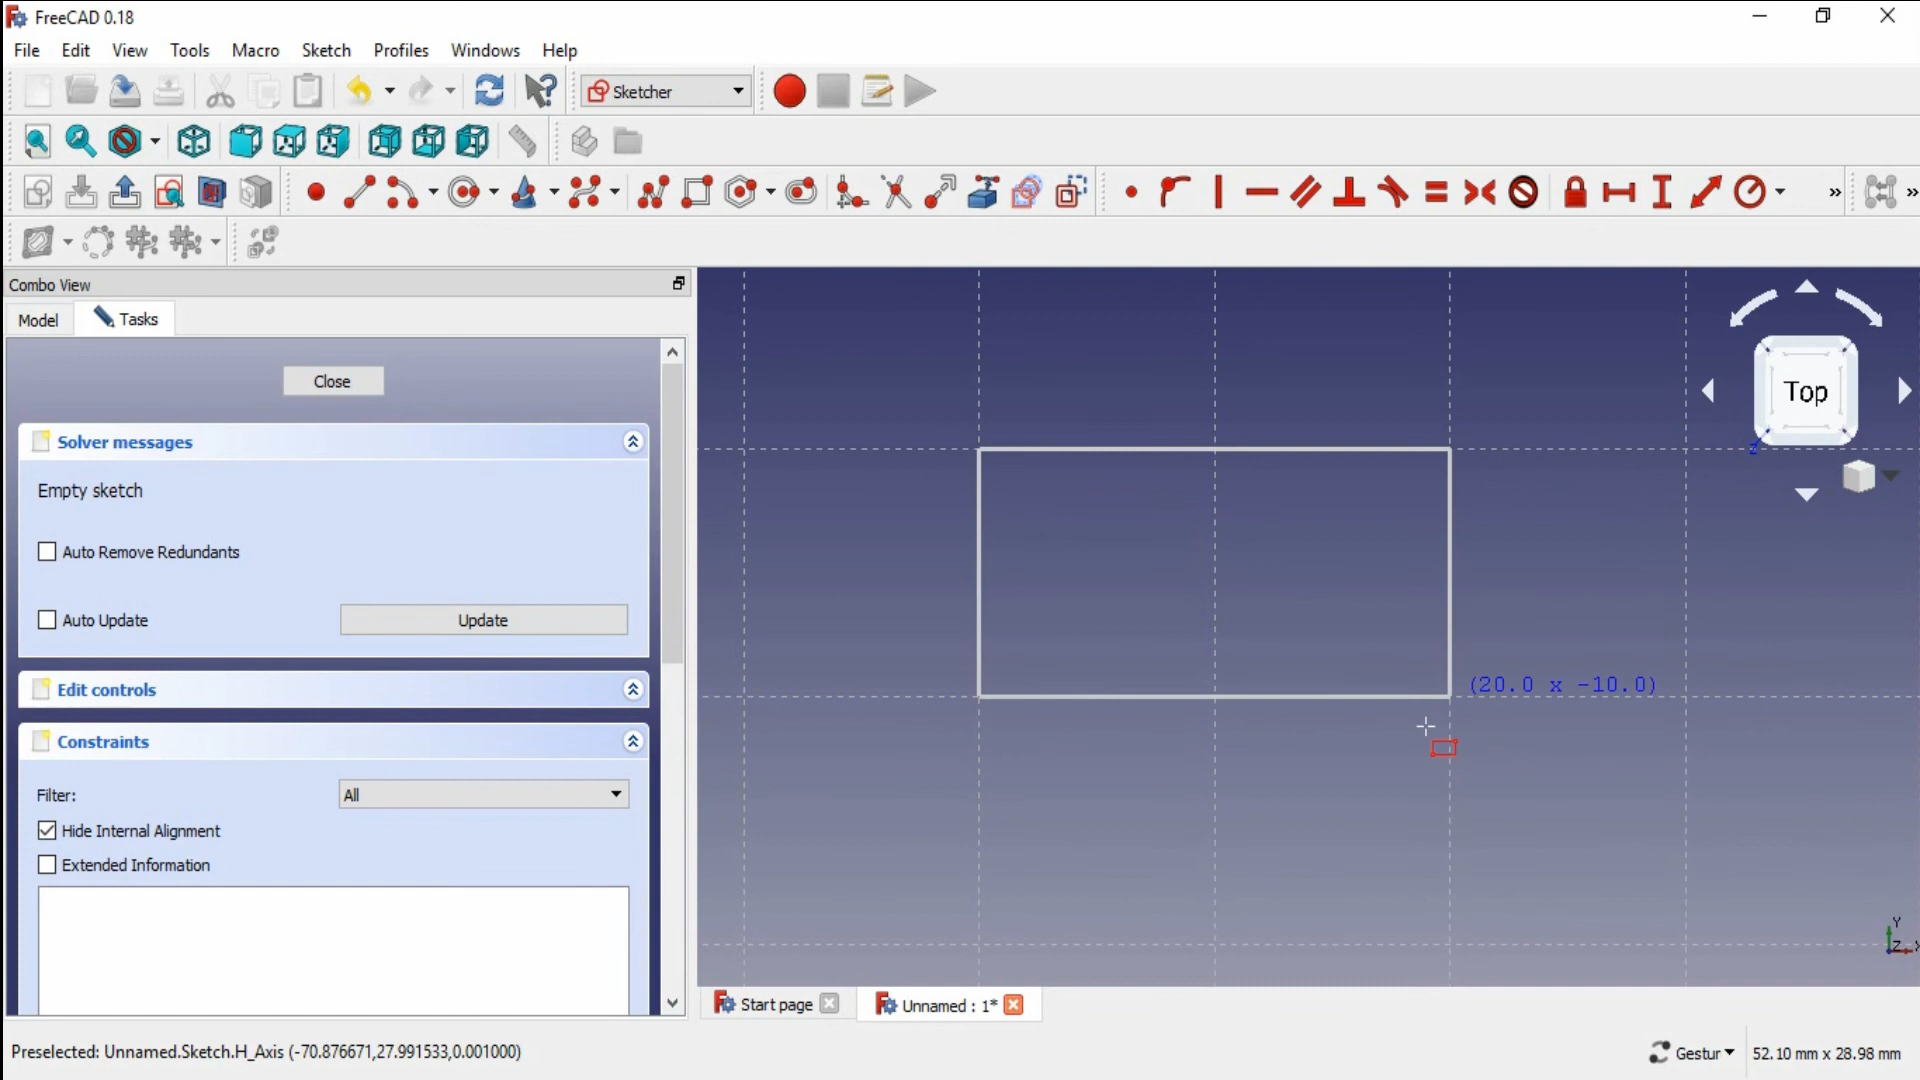 FreeCAD 0.18
File Edit View Tools Macro Sketch Profiles Windows Help
Sketcher
Combo View
Model Tasks
Close
Solver messages
Empty sketch
Auto Remove Redundants
Auto Update Update
Edit controls
Constraints
Filter: All
Hide Internal Alignment
Extended Information
Top
Z
(20.0 x -10.0)
Y
Z X
Start page Unnamed : 1*
Preselected: Unnamed.Sketch.H_Axis (-70.876671,27.991533,0.001000)
Gestur 52.10 mm x 28.98 mm